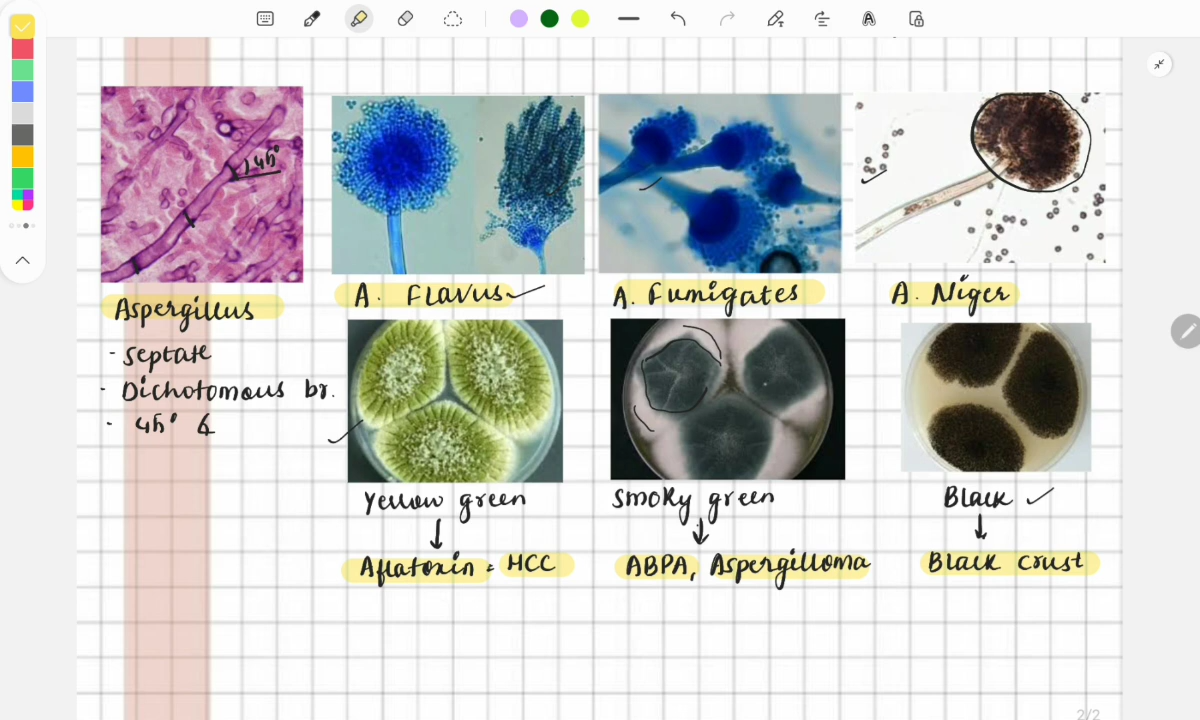 45°
A. Flavus
A. Fumigates
A. Niger
Aspergillus
- Septate
- Dichotomous br.
- 45°
Yellow green
Smoky green
Black
Aflatoxin = HCC
ABPA, Aspergilloma
Black crust
2/2